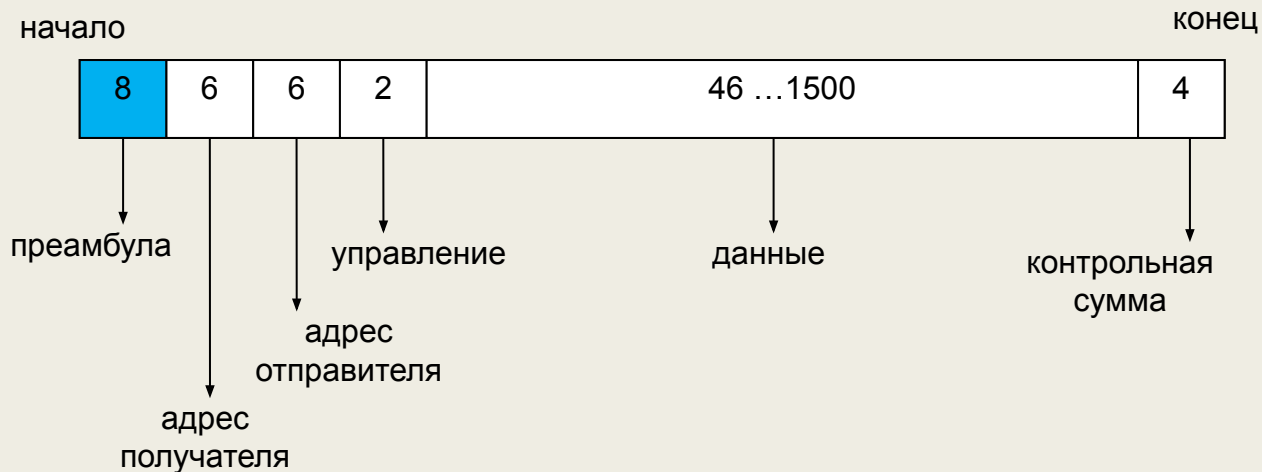 начало
конец
8 6 6 2 46 …1500 4
преамбула
управление
данные
контрольная
сумма
адрес
отправителя
адрес
получателя